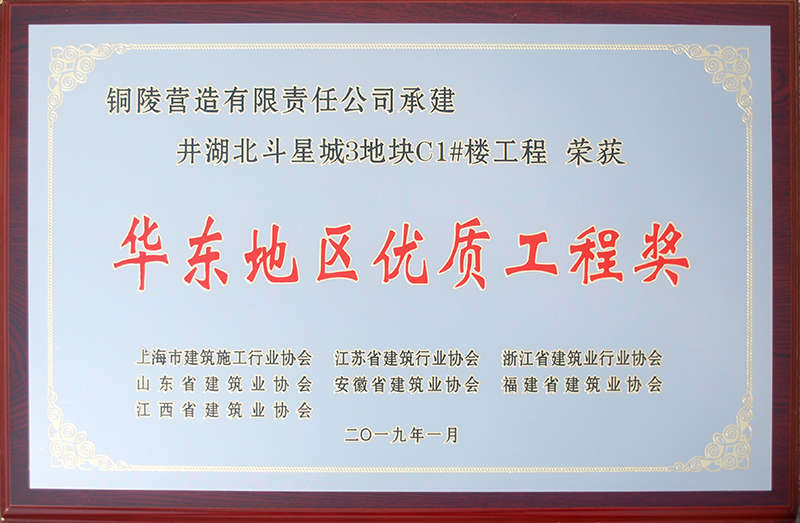 铜陵营造有限责任公司承建
井湖北斗星城3地块C1#楼工程 荣获
华东地区优质工程奖
上海市建筑施工行业协会 江苏省建筑行业协会 浙江省建筑业行业协会
山东省建筑业协会 安徽省建筑业协会 福建省建筑业协会
江西省建筑业协会
二〇一九年一月